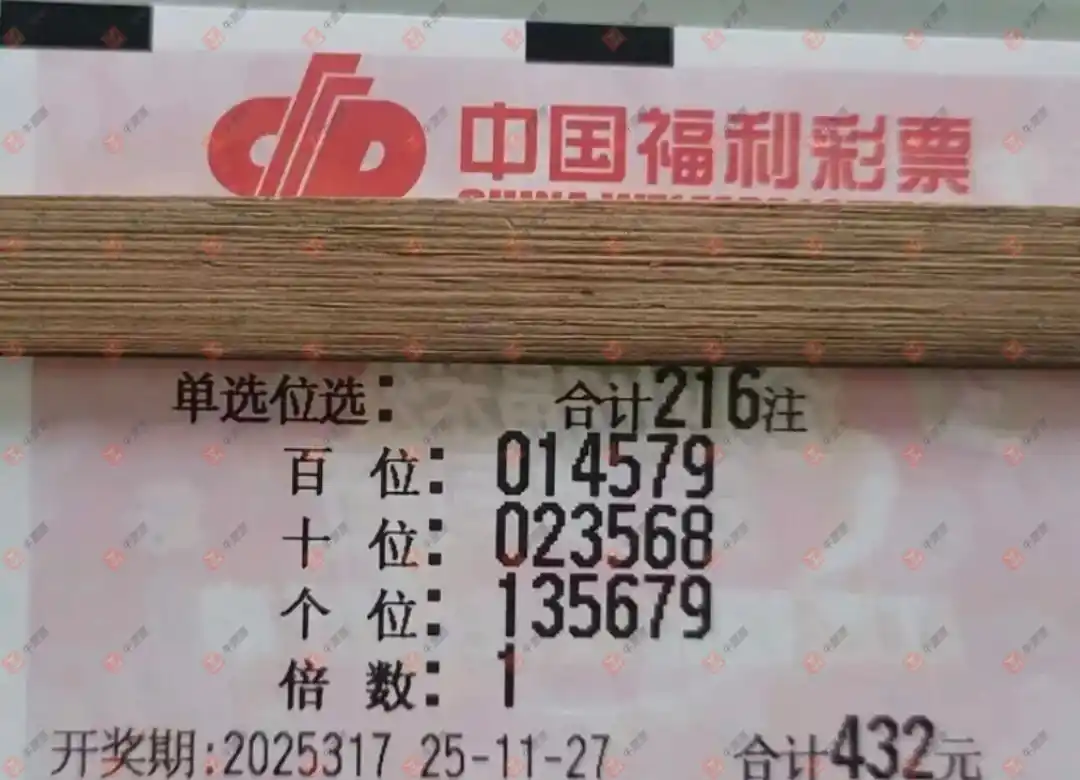 中国福利彩票
单选位选: 合计216注
百 位: 014579
十 位: 023568
个 位: 135679
倍 数: 1
开奖期:2025317 25-11-27 合计432元